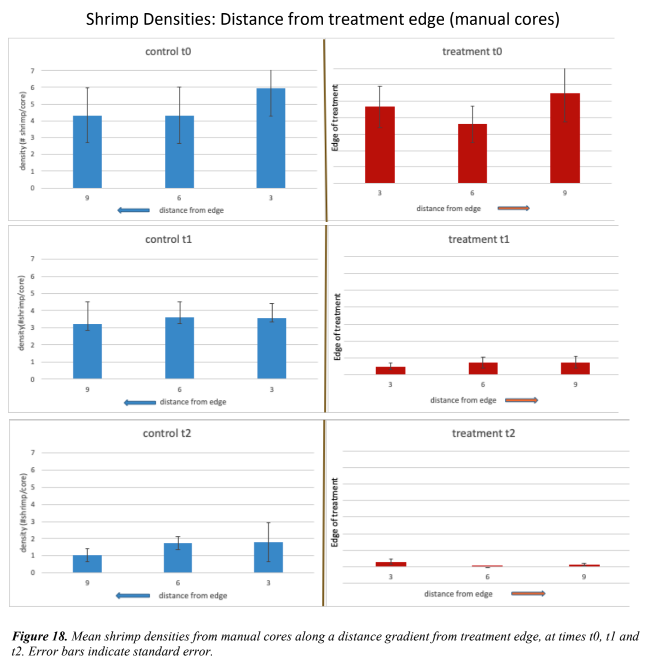 Shrimp Densities: Distance from treatment edge (manual cores)
control t0
treatment t0
density (# shrimp/core)
7
6
5
4
3
2
1
0
9 6 3
distance from edge
Edge of treatment
3 6 9
distance from edge
control t1
treatment t1
density(#shrimp/core)
7
6
5
4
3
2
1
0
9 6 3
distance from edge
Edge of treatment
3 6 9
distance from edge
control t2
treatment t2
density (#shrimp/core)
7
6
5
4
3
2
1
0
9 6 3
distance from edge
Edge of treatment
3 6 9
distance from edge
Figure 18. Mean shrimp densities from manual cores along a distance gradient from treatment edge, at times t0, t1 and
t2. Error bars indicate standard error.